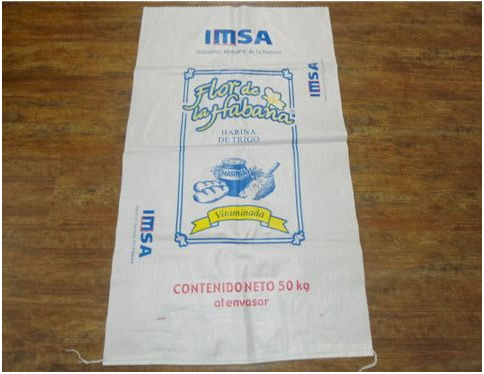 IMSA
Industrial Molinera de la Habana
IMSA
Flor de
la Habana
HARINA
DE TRIGO
HARINA
Vitaminada
IMSA
CONTENIDO NETO 50 kg
al envasar